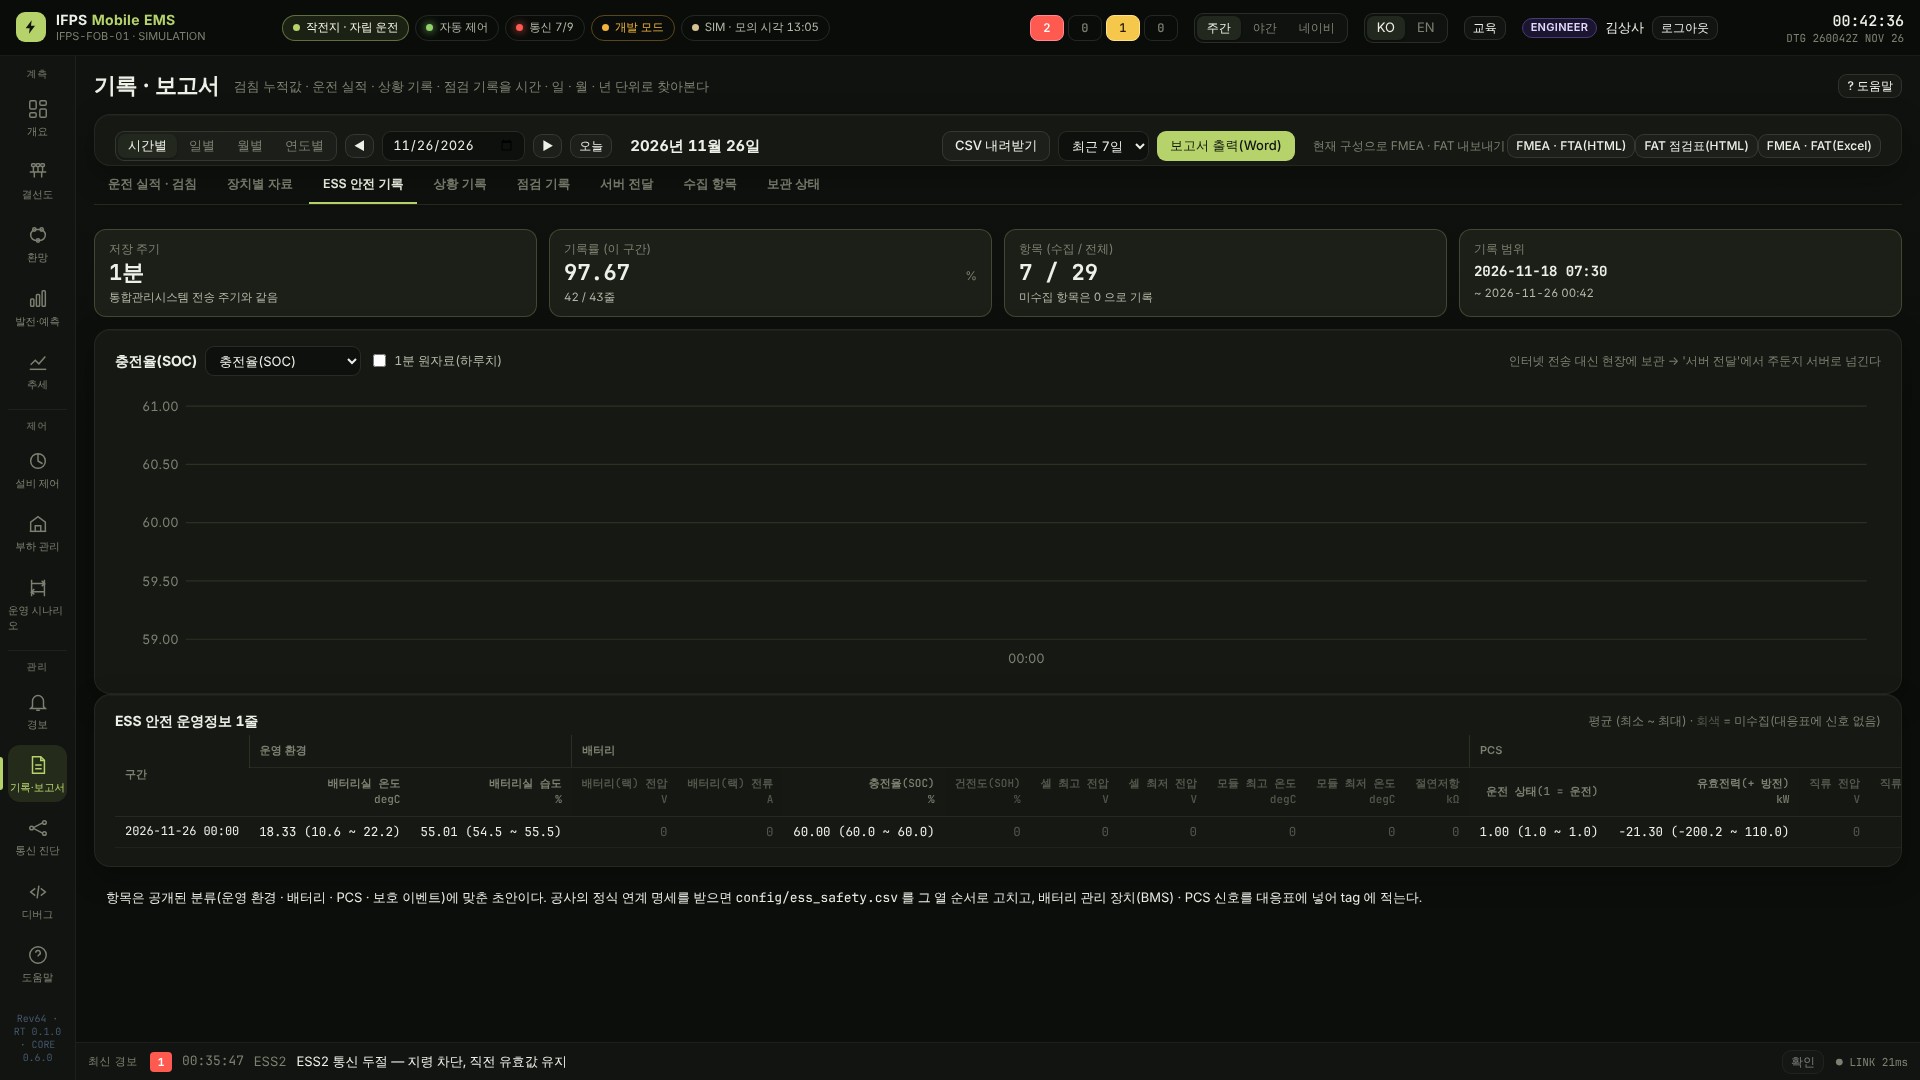 IFPS Mobile EMS
IFPS-FOB-01 · SIMULATION
작전지 · 자립 운전
자동 제어
통신 7/9
개발 모드
SIM · 모의 시각 13:05
2 0 1 0
주간 야간 네이비
KO EN
교육
ENGINEER 김상사 로그아웃
00:42:36
DTG 260042Z NOV 26
계측
개요
결선도
환망
발전·예측
추세
제어
설비 제어
부하 관리
운영 시나리오
관리
경보
기록·보고서
통신 진단
디버그
도움말
Rev64 ·
RT 0.1.0
· CORE
0.6.0
기록 · 보고서 검침 누적값 · 운전 실적 · 상황 기록 · 점검 기록을 시간 · 일 · 월 · 년 단위로 찾아본다
? 도움말
시간별 일별 월별 연도별 ◀ 11/26/2026 ▶ 오늘 2026년 11월 26일
CSV 내려받기 최근 7일 보고서 출력(Word) 현재 구성으로 FMEA · FAT 내보내기 FMEA · FTA(HTML) FAT 점검표(HTML) FMEA · FAT(Excel)
운전 실적 · 검침 장치별 자료 ESS 안전 기록 상황 기록 점검 기록 서버 전달 수집 항목 보관 상태
저장 주기
1분
통합관리시스템 전송 주기와 같음
기록률 (이 구간)
97.67 %
42 / 43줄
항목 (수집 / 전체)
7 / 29
미수집 항목은 0 으로 기록
기록 범위
2026-11-18 07:30
~ 2026-11-26 00:42
충전율(SOC) 충전율(SOC) 1분 원자료(하루치)
인터넷 전송 대신 현장에 보관 → '서버 전달'에서 주둔지 서버로 넘긴다
61.00
60.50
60.00
59.50
59.00
00:00
ESS 안전 운영정보 1줄
평균 (최소 ~ 최대) · 회색 = 미수집(대응표에 신호 없음)
구간 운영 환경 배터리 PCS
배터리실 온도 배터리실 습도 배터리(랙) 전압 배터리(랙) 전류 충전율(SOC) 건전도(SOH) 셀 최고 전압 셀 최저 전압 모듈 최고 온도 모듈 최저 온도 절연저항 운전 상태(1 = 운전) 유효전력(+ 방전) 직류 전압 직류
degC % V A % % V V degC degC kΩ kW V
2026-11-26 00:00 18.33 (10.6 ~ 22.2) 55.01 (54.5 ~ 55.5) 0 0 60.00 (60.0 ~ 60.0) 0 0 0 0 0 0 1.00 (1.0 ~ 1.0) -21.30 (-200.2 ~ 110.0) 0
항목은 공개된 분류(운영 환경 · 배터리 · PCS · 보호 이벤트)에 맞춘 초안이다. 공사의 정식 연계 명세를 받으면 config/ess_safety.csv 를 그 열 순서로 고치고, 배터리 관리 장치(BMS) · PCS 신호를 대응표에 넣어 tag 에 적는다.
최신 경보 1 00:35:47 ESS2 ESS2 통신 두절 — 지령 차단, 직전 유효값 유지
확인 LINK 21ms